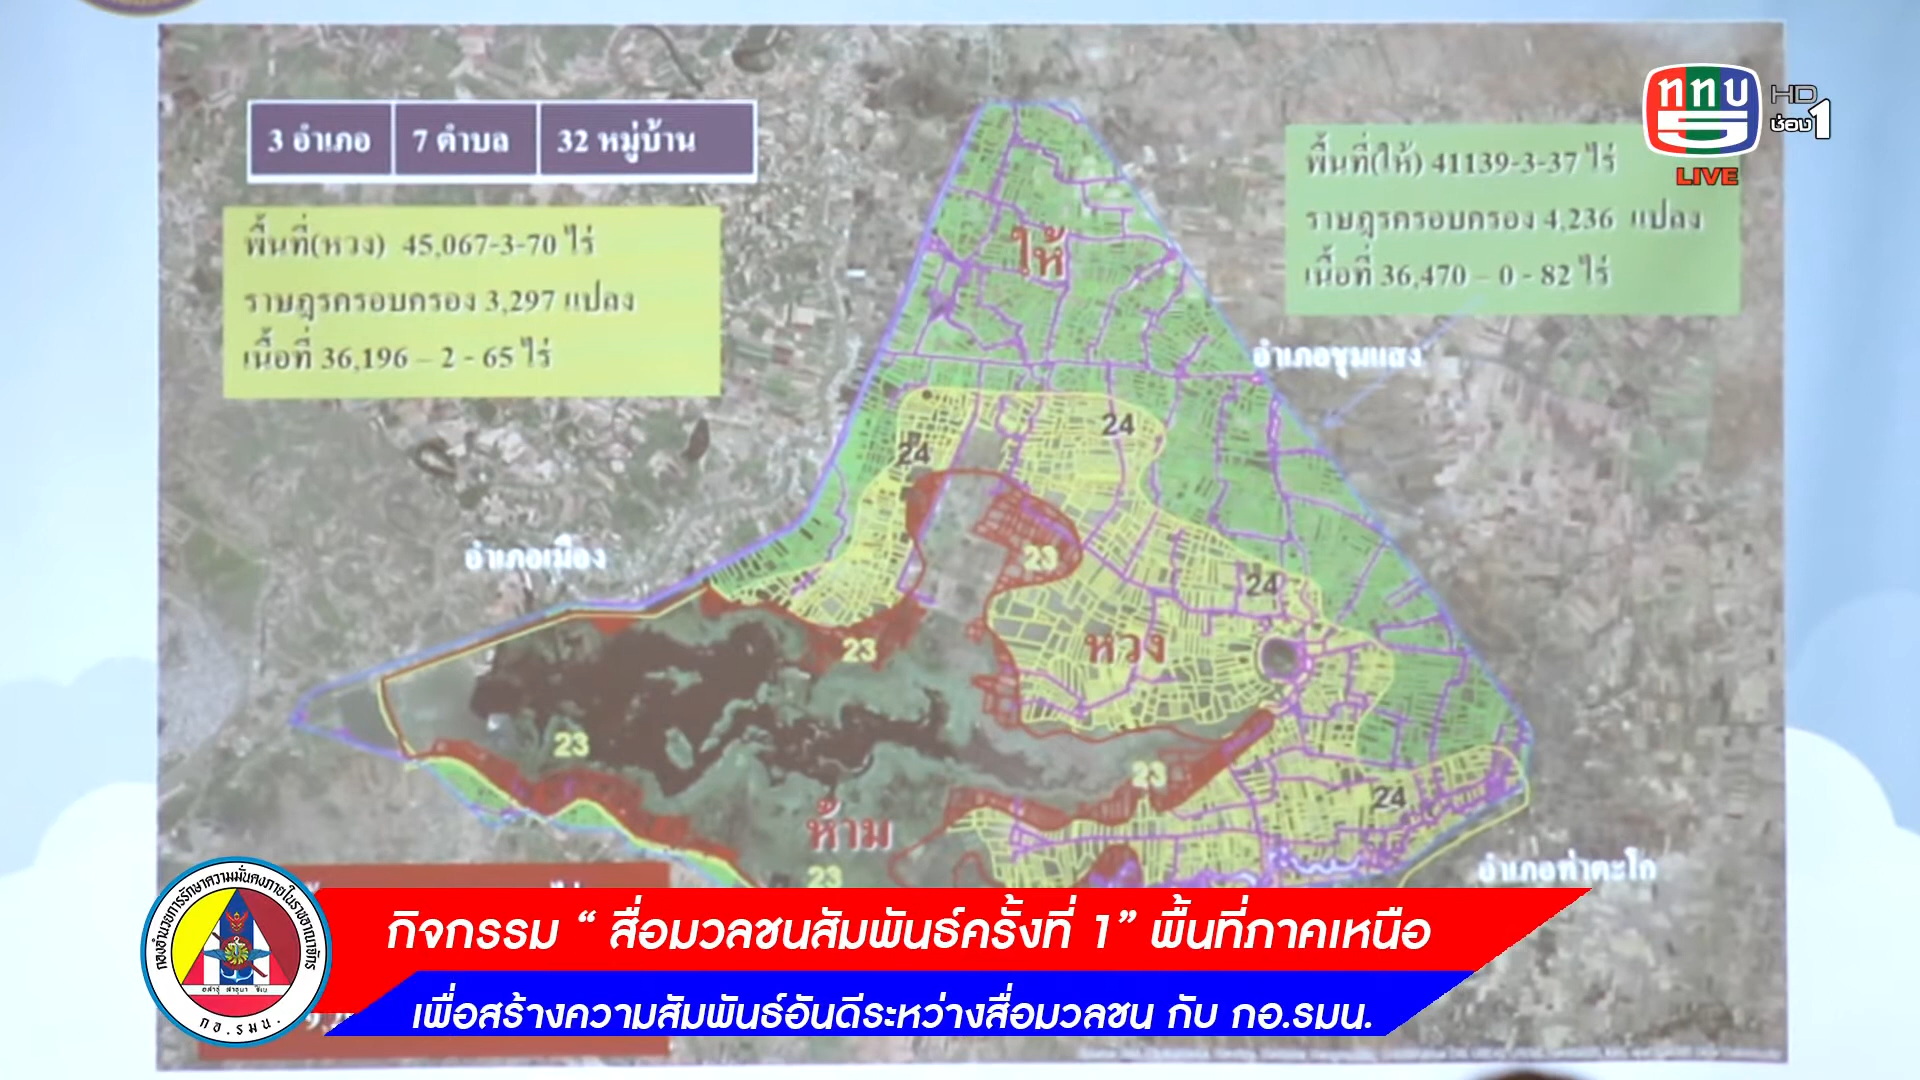 ททบ
HD
ช่อง1
LIVE
3 อำเภอ
7 ตำบล
32 หมู่บ้าน
พื้นที่(หวง) 45,067-3-70 ไร่
ราษฎรครอบครอง 3,297 แปลง
เนื้อที่ 36,196 – 2 - 65 ไร่
พื้นที่(ให้) 41139-3-37 ไร่
ราษฎรครอบครอง 4,236 แปลง
เนื้อที่ 36,470 – 0 - 82 ไร่
ให้
อำเภอชุมแสง
24
24
อำเภอเมือง
23
24
23
หวง
23
23
24
ห้าม
23
อำเภอท่าตะโก
กองอำนวยการรักษาความมั่นคงภายในราชอาณาจักร
กอ.รมน.
กิจกรรม “ สื่อมวลชนสัมพันธ์ครั้งที่ 1” พื้นที่ภาคเหนือ
เพื่อสร้างความสัมพันธ์อันดีระหว่างสื่อมวลชน กับ กอ.รมน.